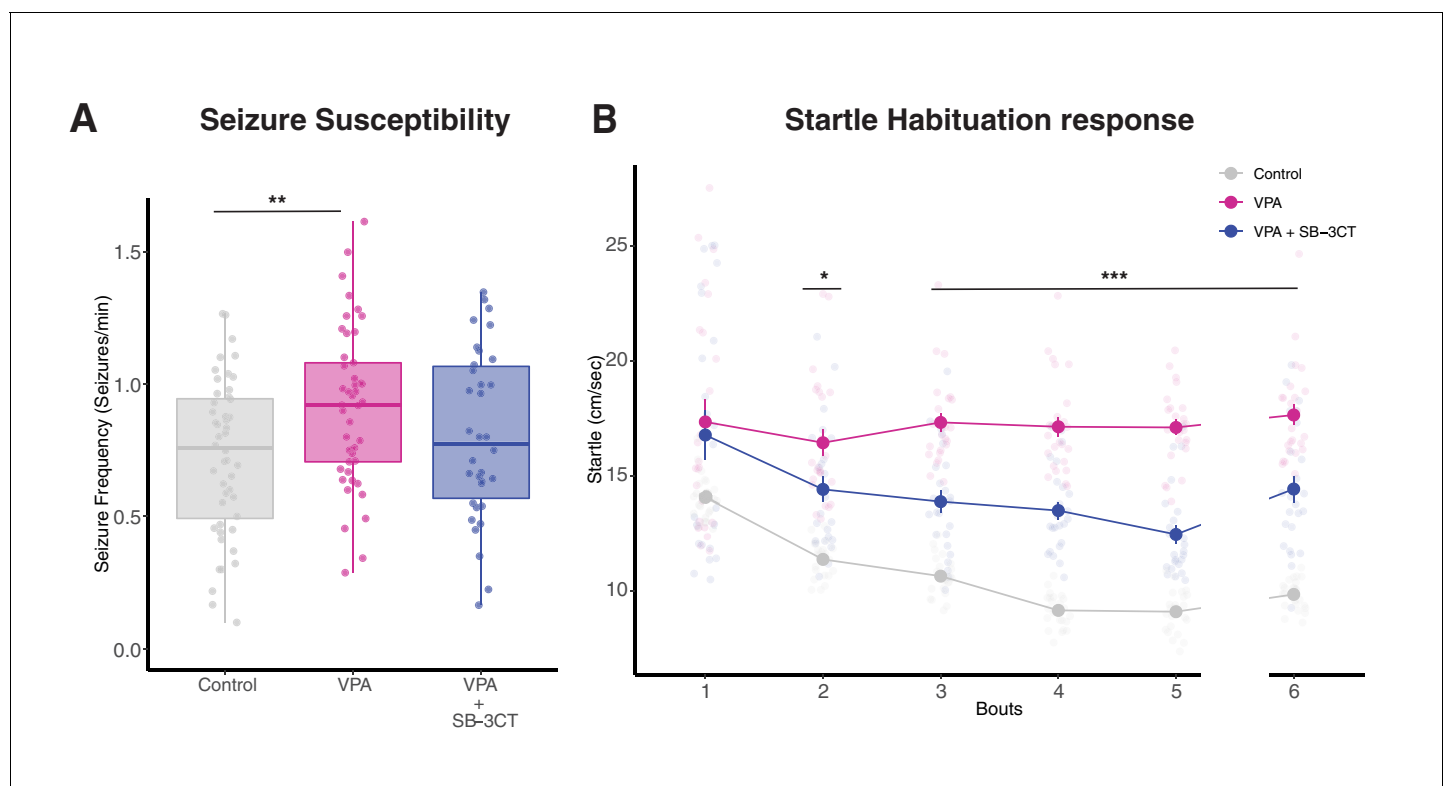 A
Seizure Susceptibility
**
Seizure Frequency (Seizures/min)
1.5
1.0
0.5
0.0
Control
VPA
VPA
+
SB–3CT
B
Startle Habituation response
Control
VPA
VPA + SB–3CT
*
***
Startle (cm/sec)
25
20
15
10
1
2
3
4
5
6
Bouts